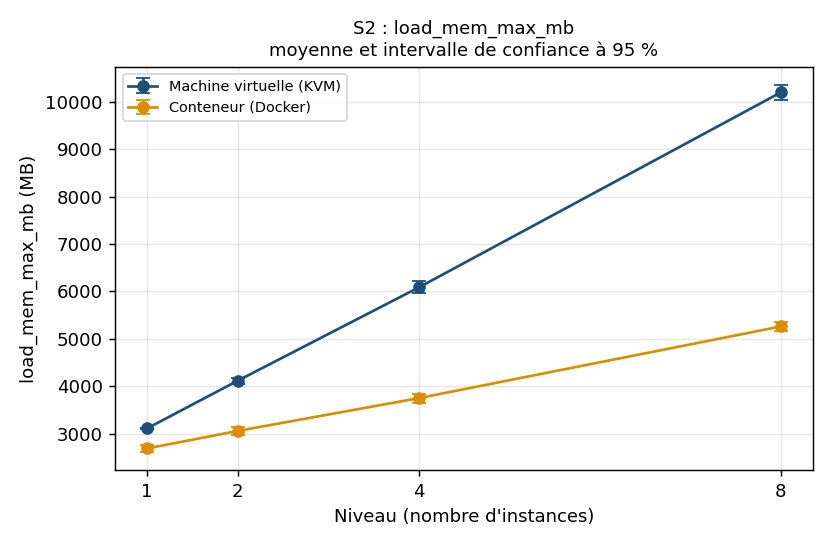 S2 : load_mem_max_mb
moyenne et intervalle de confiance à 95 %
Machine virtuelle (KVM)
Conteneur (Docker)
load_mem_max_mb (MB)
10000
9000
8000
7000
6000
5000
4000
3000
1 2 4 8
Niveau (nombre d'instances)